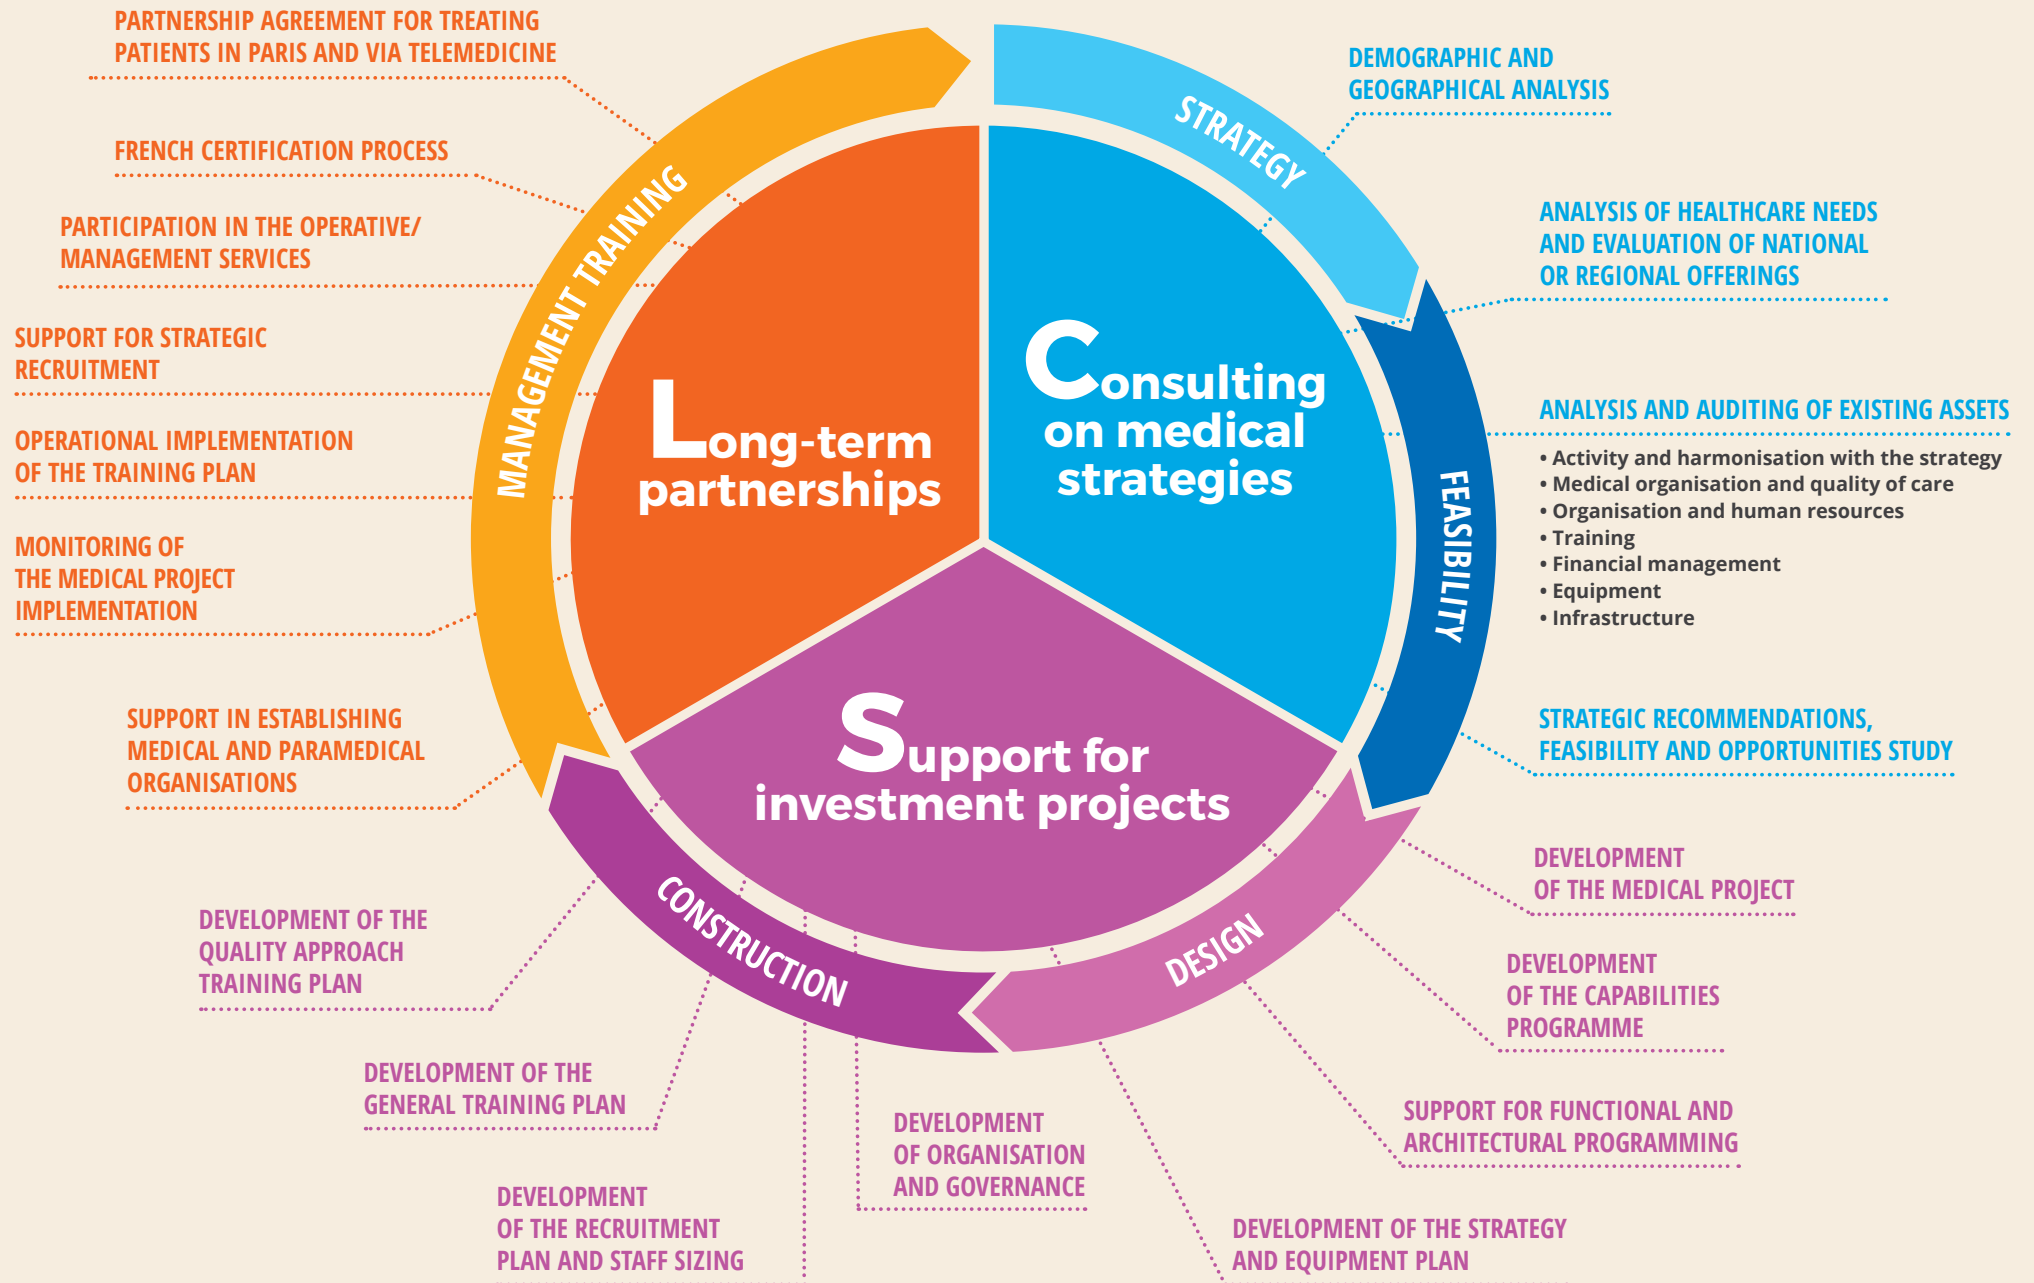 PARTNERSHIP AGREEMENT FOR TREATING
PATIENTS IN PARIS AND VIA TELEMEDICINE
FRENCH CERTIFICATION PROCESS
PARTICIPATION IN THE OPERATIVE/
MANAGEMENT SERVICES
SUPPORT FOR STRATEGIC
RECRUITMENT
OPERATIONAL IMPLEMENTATION
OF THE TRAINING PLAN
MONITORING OF
THE MEDICAL PROJECT
IMPLEMENTATION
SUPPORT IN ESTABLISHING
MEDICAL AND PARAMEDICAL
ORGANISATIONS
MANAGEMENT TRAINING
Long-term
partnerships
STRATEGY
Consulting
on medical
strategies
FEASIBILITY
DEMOGRAPHIC AND
GEOGRAPHICAL ANALYSIS
ANALYSIS OF HEALTHCARE NEEDS
AND EVALUATION OF NATIONAL
OR REGIONAL OFFERINGS
ANALYSIS AND AUDITING OF EXISTING ASSETS
• Activity and harmonisation with the strategy
• Medical organisation and quality of care
• Organisation and human resources
• Training
• Financial management
• Equipment
• Infrastructure
STRATEGIC RECOMMENDATIONS,
FEASIBILITY AND OPPORTUNITIES STUDY
Support for
investment projects
DESIGN
CONSTRUCTION
DEVELOPMENT
OF THE MEDICAL PROJECT
DEVELOPMENT
OF THE CAPABILITIES
PROGRAMME
SUPPORT FOR FUNCTIONAL AND
ARCHITECTURAL PROGRAMMING
DEVELOPMENT OF THE STRATEGY
AND EQUIPMENT PLAN
DEVELOPMENT
OF ORGANISATION
AND GOVERNANCE
DEVELOPMENT
OF THE RECRUITMENT
PLAN AND STAFF SIZING
DEVELOPMENT OF THE
GENERAL TRAINING PLAN
DEVELOPMENT OF THE
QUALITY APPROACH
TRAINING PLAN